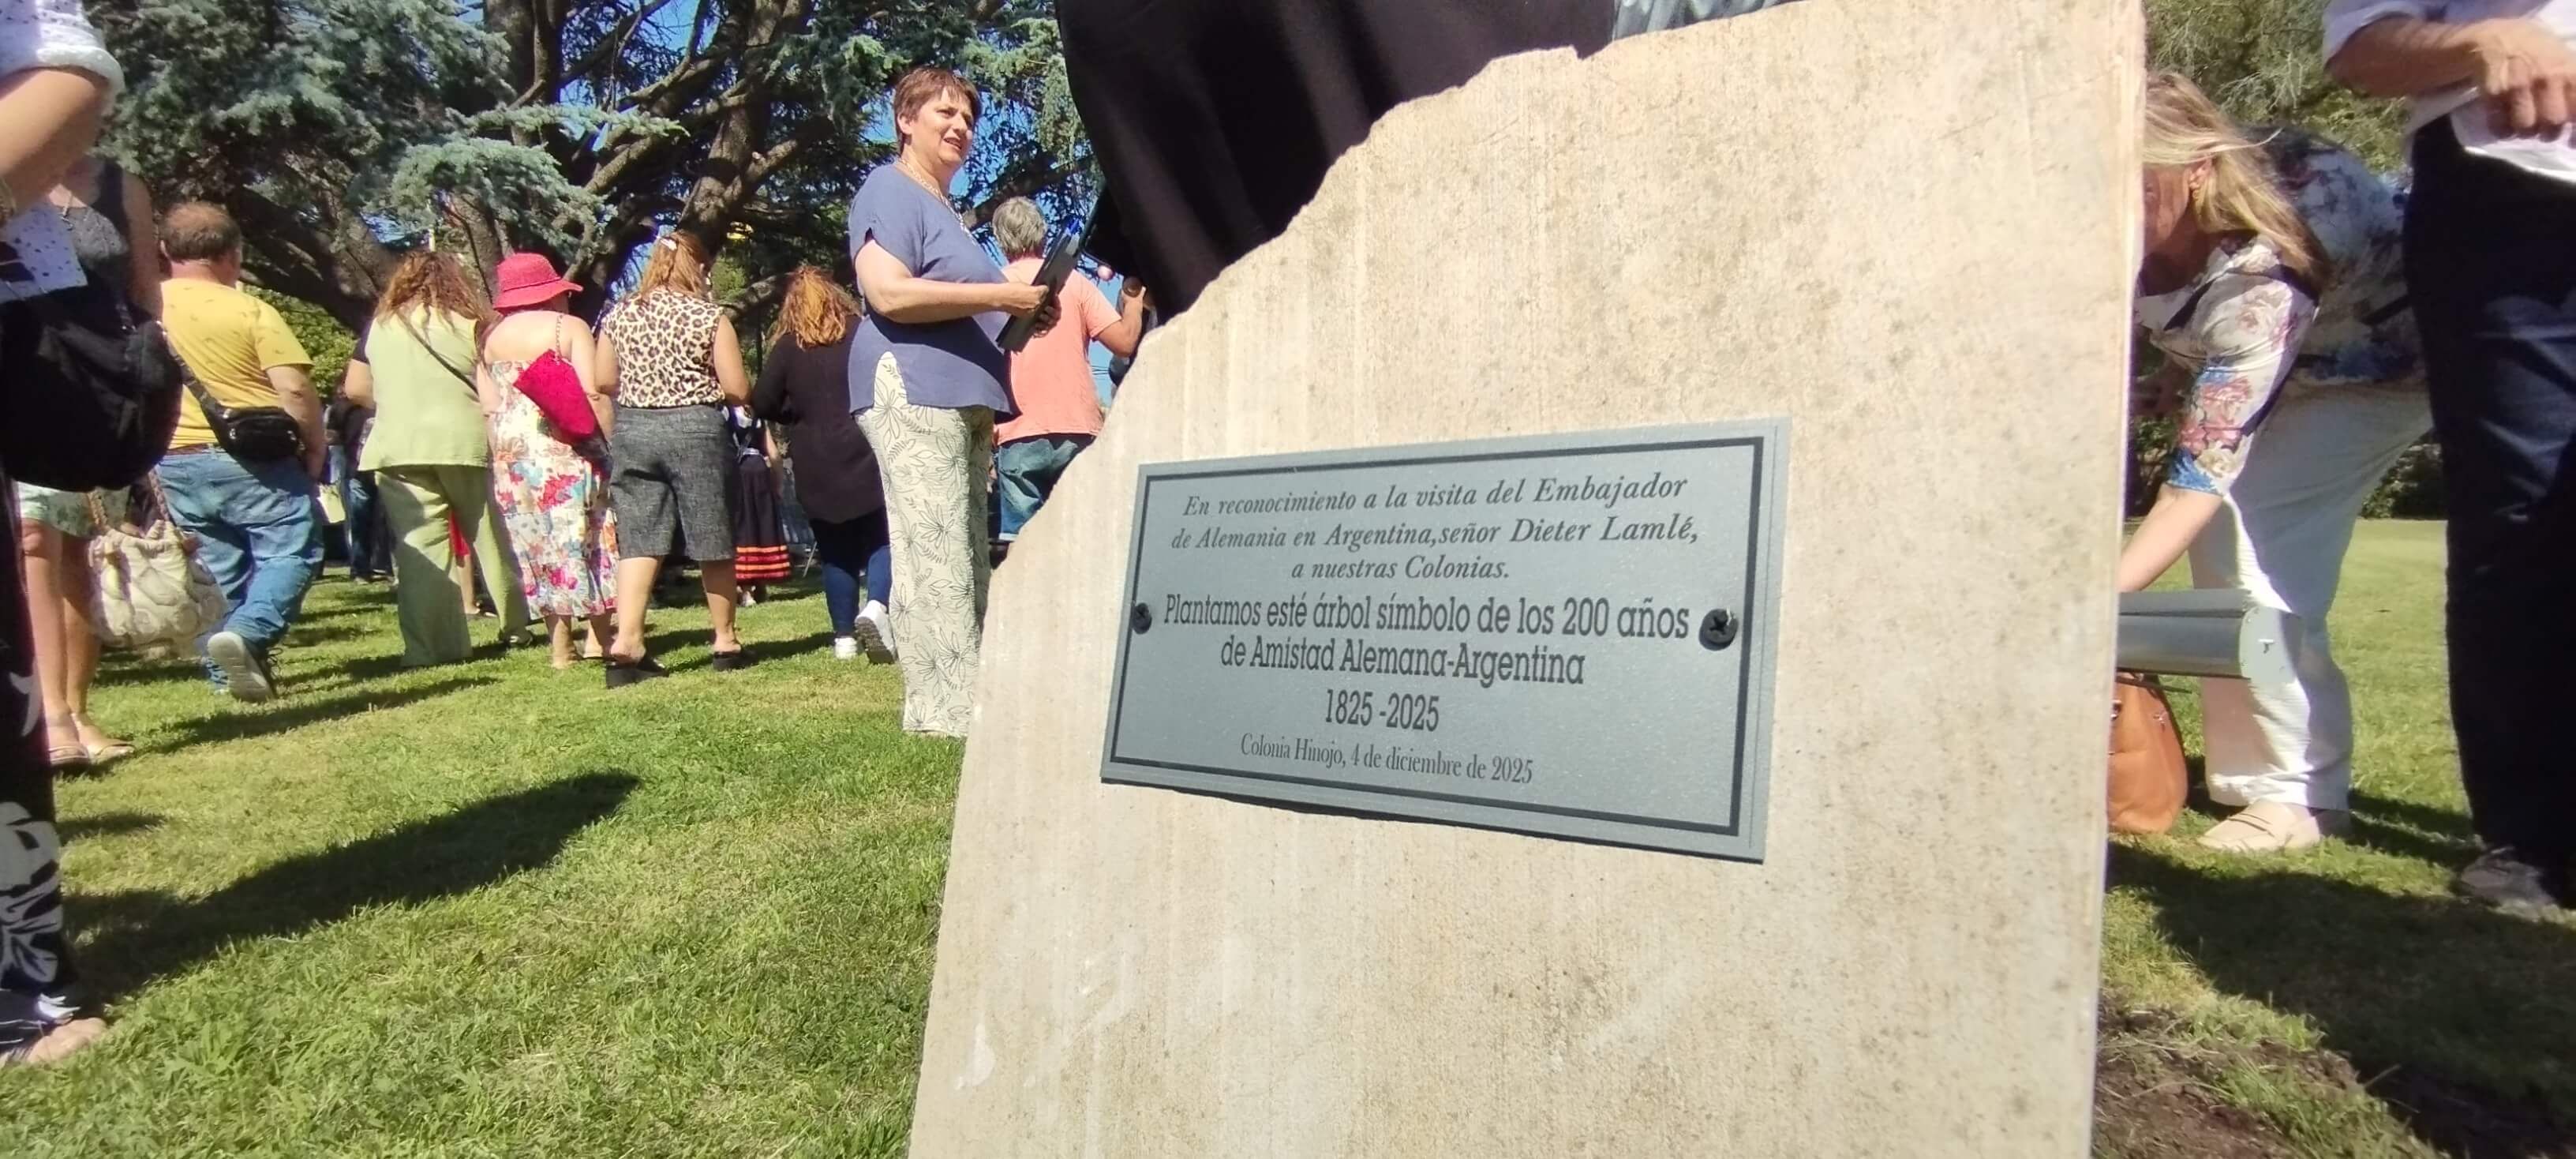 En reconocimiento a la visita del Embajador
de Alemania en Argentina,señor Dieter Lamlé,
a nuestras Colonias.
Plantamos esté árbol símbolo de los 200 años
de Amistad Alemana-Argentina
1825 -2025
Colonia Hinojo, 4 de diciembre de 2025